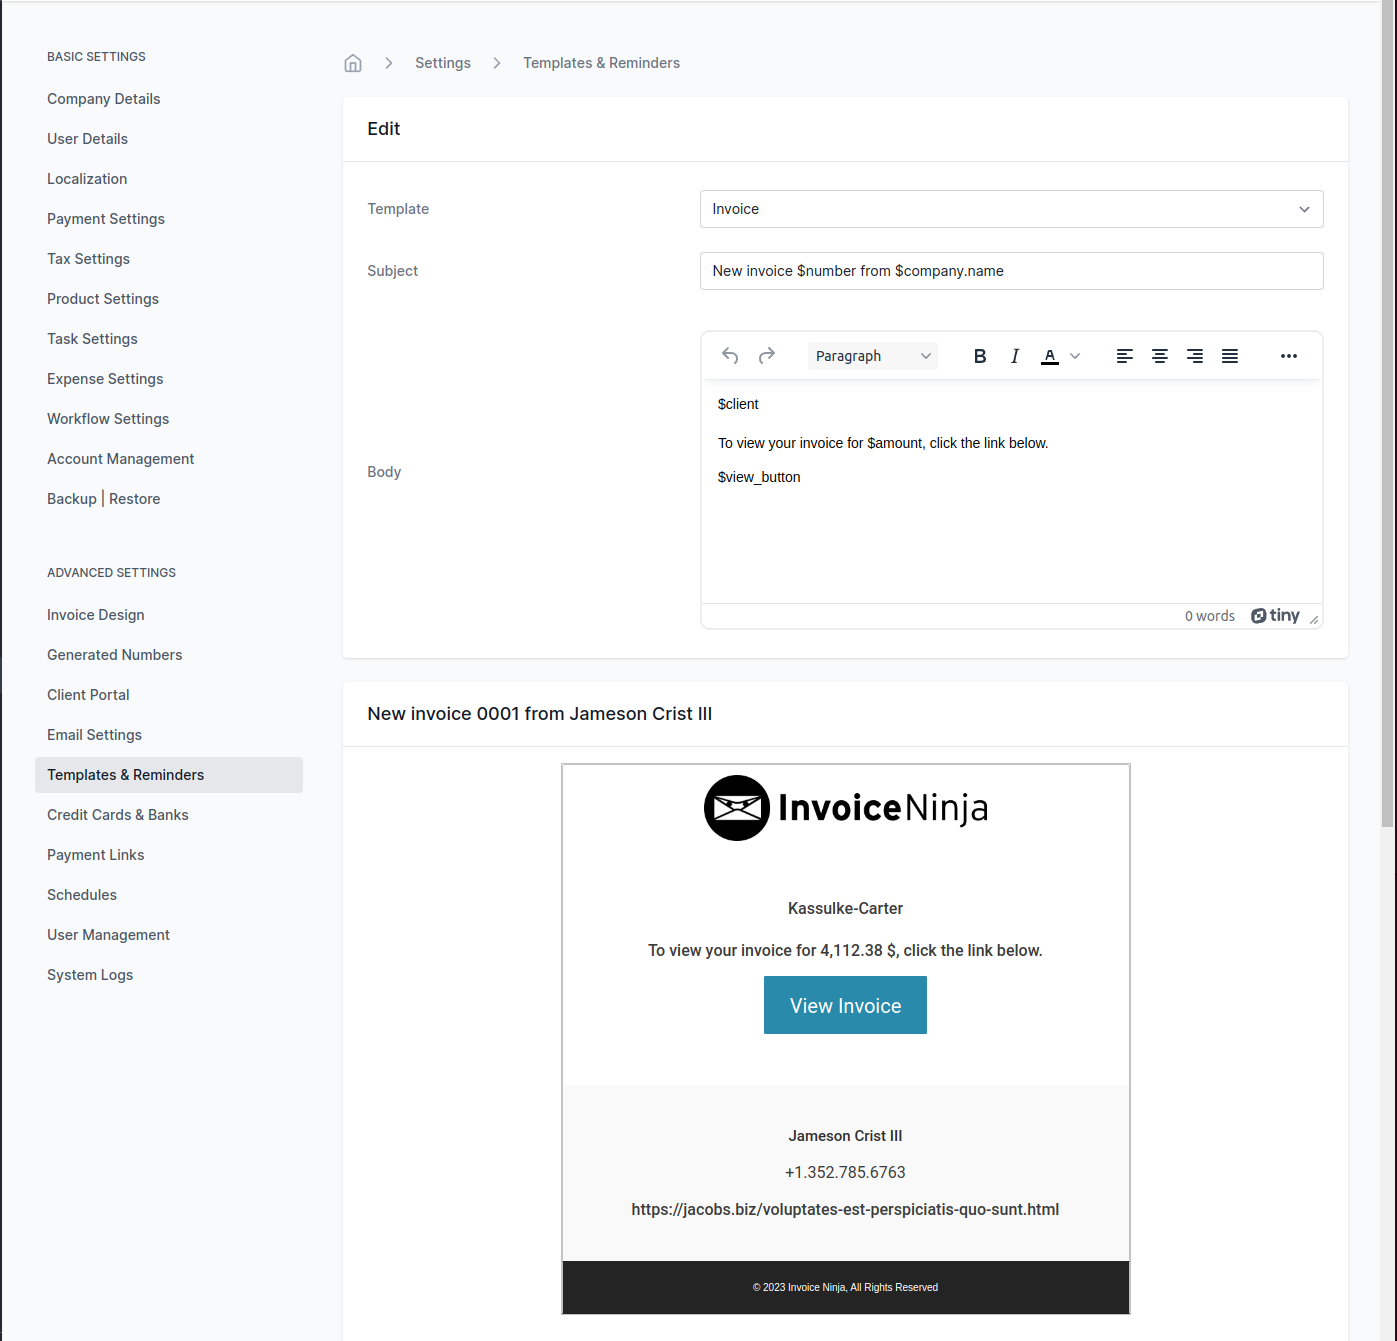 BASIC SETTINGS
Company Details
User Details
Localization
Payment Settings
Tax Settings
Product Settings
Task Settings
Expense Settings
Workflow Settings
Account Management
Backup | Restore
ADVANCED SETTINGS
Invoice Design
Generated Numbers
Client Portal
Email Settings
Templates & Reminders
Credit Cards & Banks
Payment Links
Schedules
User Management
System Logs
Settings
Templates & Reminders
Edit
Template
Invoice
Subject
New invoice $number from $company.name
Body
Paragraph
B I A
$client
To view your invoice for $amount, click the link below.
$view_button
0 words tiny
New invoice 0001 from Jameson Crist III
InvoiceNinja
Kassulke-Carter
To view your invoice for 4,112.38 $, click the link below.
View Invoice
Jameson Crist III
+1.352.785.6763
https://jacobs.biz/voluptates-est-perspiciatis-quo-sunt.html
© 2023 Invoice Ninja, All Rights Reserved